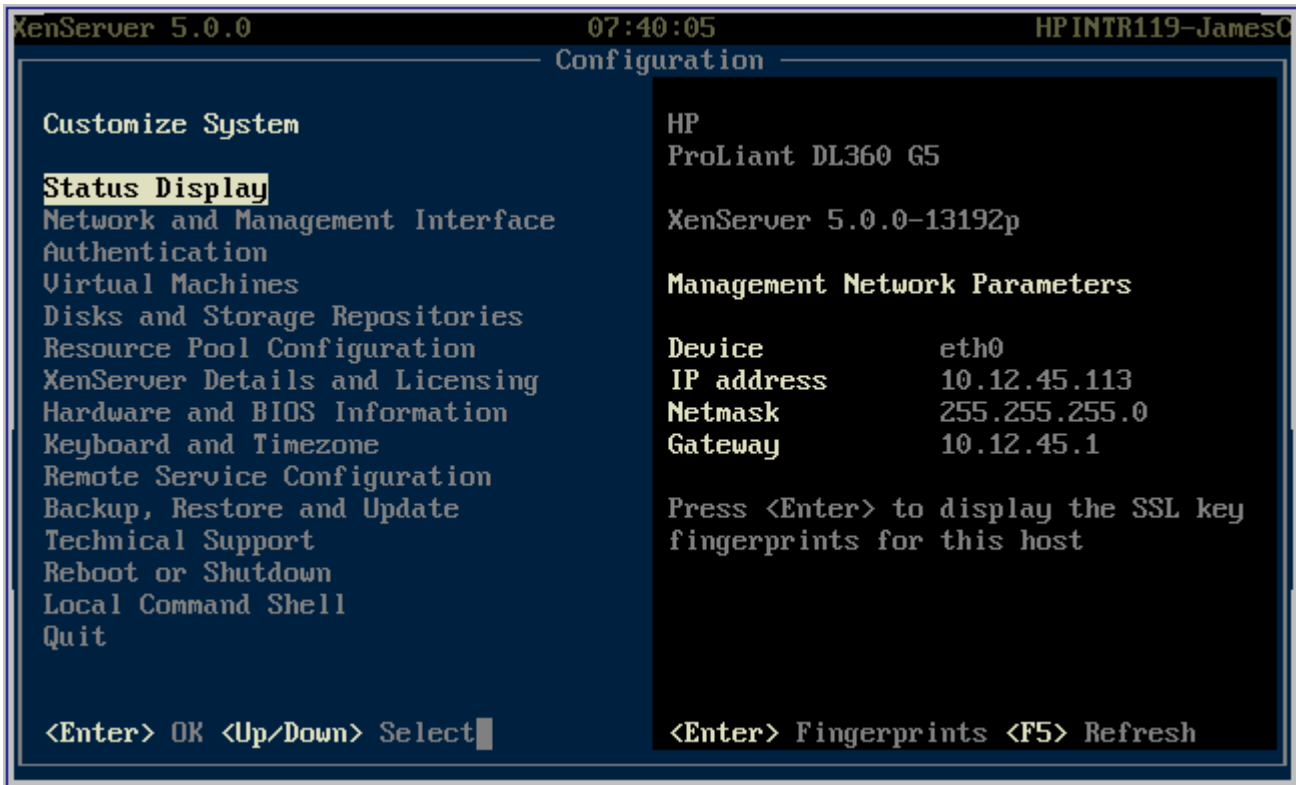 XenServer 5.0.0 07:40:05 HPINTR119-JamesC
Configuration
Customize System
Status Display
Network and Management Interface
Authentication
Virtual Machines
Disks and Storage Repositories
Resource Pool Configuration
XenServer Details and Licensing
Hardware and BIOS Information
Keyboard and Timezone
Remote Service Configuration
Backup, Restore and Update
Technical Support
Reboot or Shutdown
Local Command Shell
Quit
<Enter> OK <Up/Down> Select
HP
ProLiant DL360 G5
XenServer 5.0.0-13192p
Management Network Parameters
Device eth0
IP address 10.12.45.113
Netmask 255.255.255.0
Gateway 10.12.45.1
Press <Enter> to display the SSL key
fingerprints for this host
<Enter> Fingerprints <F5> Refresh